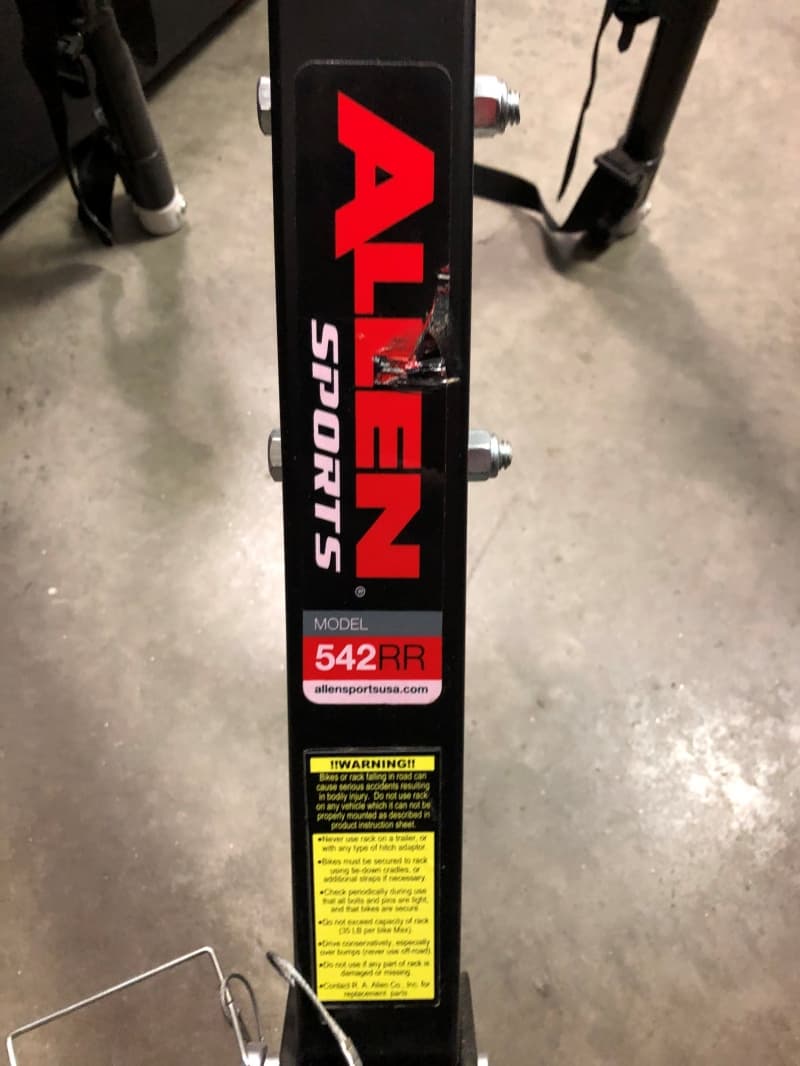 ALLEN
SPORTS
®
MODEL
542RR
allensportsusa.com
!!WARNING!!
Bikes or rack falling in road can
cause serious accidents resulting
in bodily injury. Do not use rack
on any vehicle which it can not be
properly mounted as described in
product instruction sheet.
•Never use rack on a trailer, or
with any type of hitch adaptor.
•Bikes must be secured to rack
using tie-down cradles, or
additional straps if necessary.
•Check periodically during use
that all bolts and pins are tight,
and that bikes are secure.
•Do not exceed capacity of rack
(35 LB per bike Max).
•Drive conservatively, especially
over bumps (never use off-road).
•Do not use if any part of rack is
damaged or missing.
•Contact R. A. Allen Co., Inc. for
replacement parts.